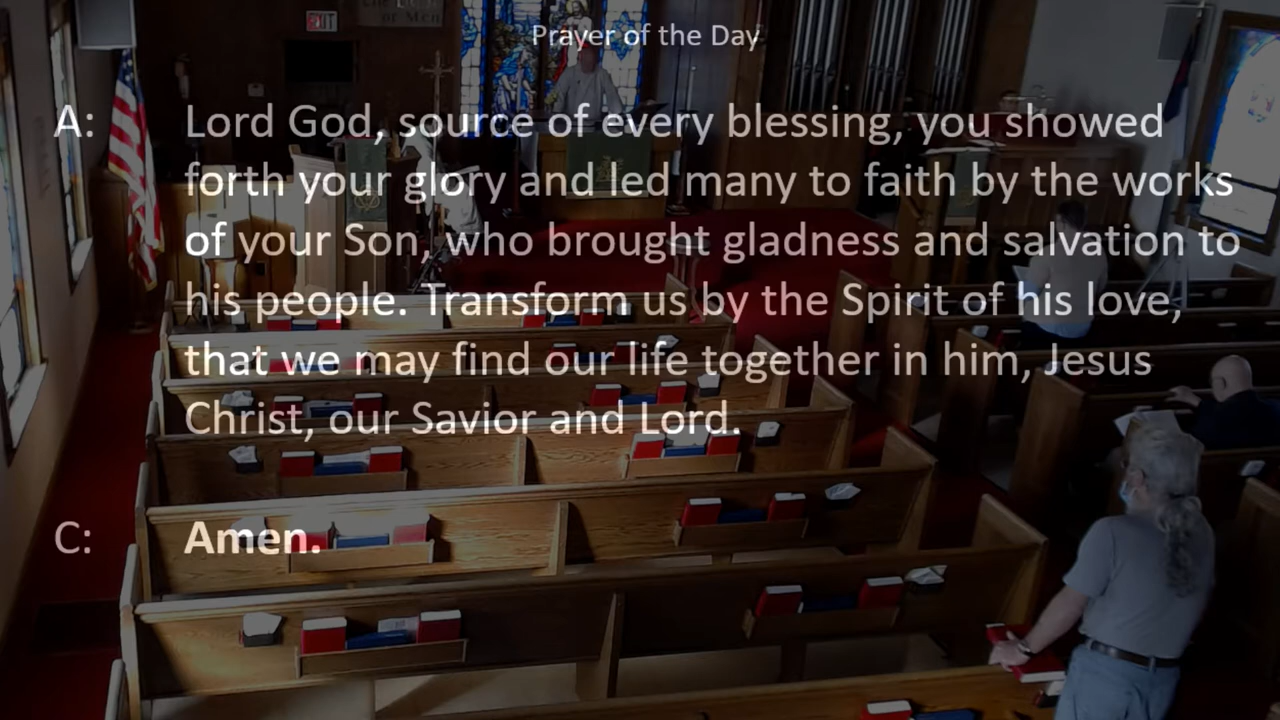 EXIT
or Men
Prayer of the Day
A: Lord God, source of every blessing, you showed
forth your glory and led many to faith by the works
of your Son, who brought gladness and salvation to
his people. Transform us by the Spirit of his love,
that we may find our life together in him, Jesus
Christ, our Savior and Lord.
C: Amen.